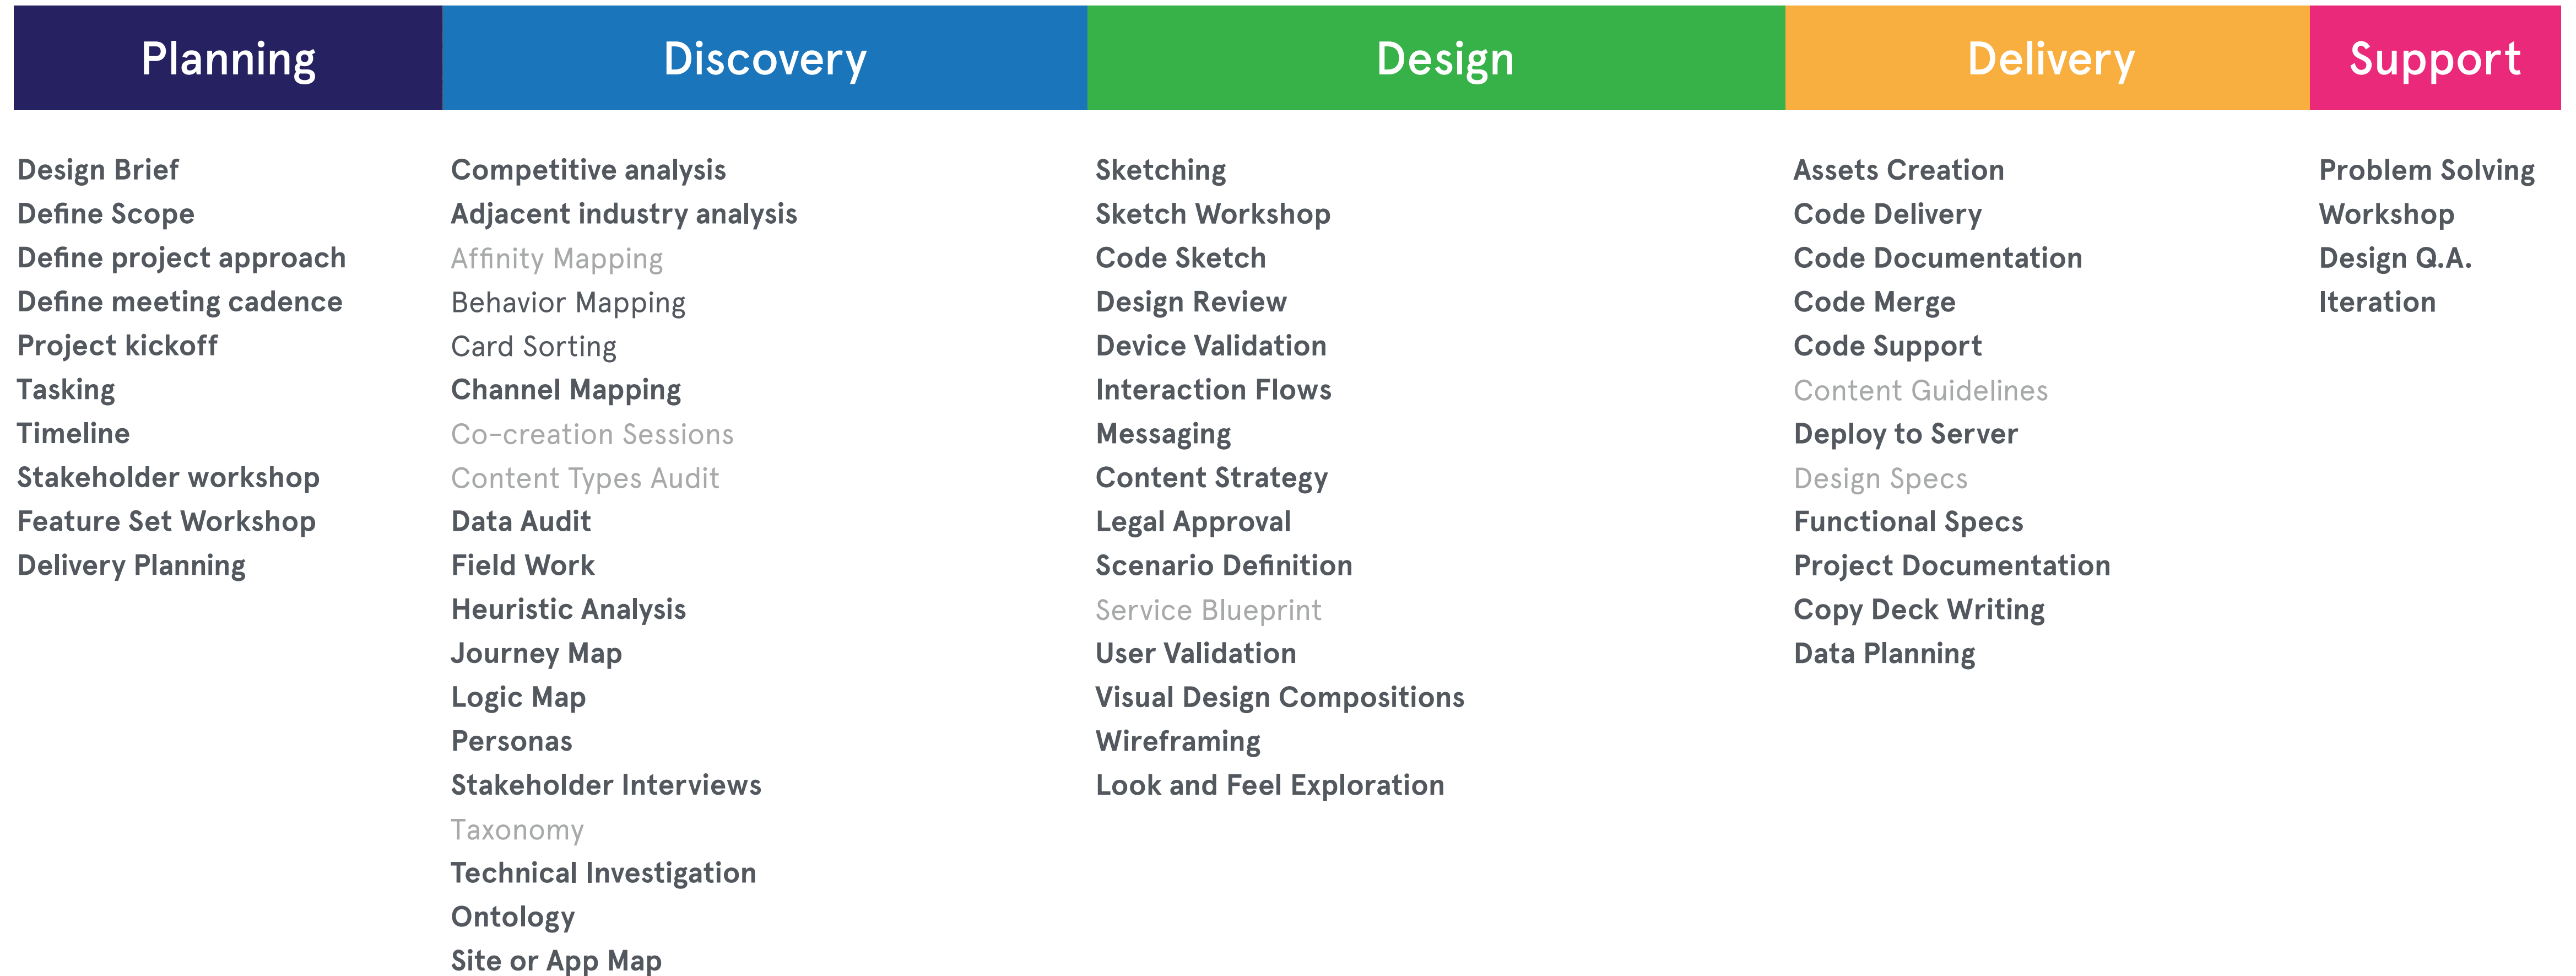 Planning
Discovery
Design
Delivery
Support
Design Brief
Define Scope
Define project approach
Define meeting cadence
Project kickoff
Tasking
Timeline
Stakeholder workshop
Feature Set Workshop
Delivery Planning
Competitive analysis
Adjacent industry analysis
Affinity Mapping
Behavior Mapping
Card Sorting
Channel Mapping
Co-creation Sessions
Content Types Audit
Data Audit
Field Work
Heuristic Analysis
Journey Map
Logic Map
Personas
Stakeholder Interviews
Taxonomy
Technical Investigation
Ontology
Site or App Map
Sketching
Sketch Workshop
Code Sketch
Design Review
Device Validation
Interaction Flows
Messaging
Content Strategy
Legal Approval
Scenario Definition
Service Blueprint
User Validation
Visual Design Compositions
Wireframing
Look and Feel Exploration
Assets Creation
Code Delivery
Code Documentation
Code Merge
Code Support
Content Guidelines
Deploy to Server
Design Specs
Functional Specs
Project Documentation
Copy Deck Writing
Data Planning
Problem Solving
Workshop
Design Q.A.
Iteration